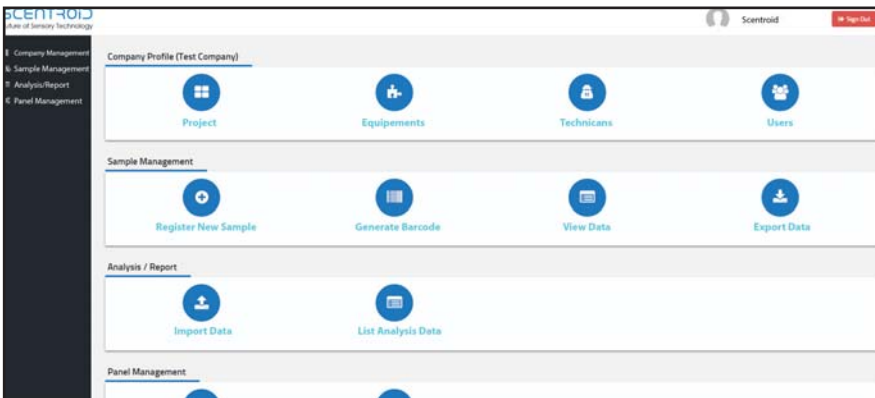 SCENTROID
uture of Sensory Technology
Scentroid
Sign Out
Company Management
Sample Management
Analysis/Report
Panel Management
Company Profile (Test Company)
Project
Equipements
Technicans
Users
Sample Management
Register New Sample
Generate Barcode
View Data
Export Data
Analysis / Report
Import Data
List Analysis Data
Panel Management